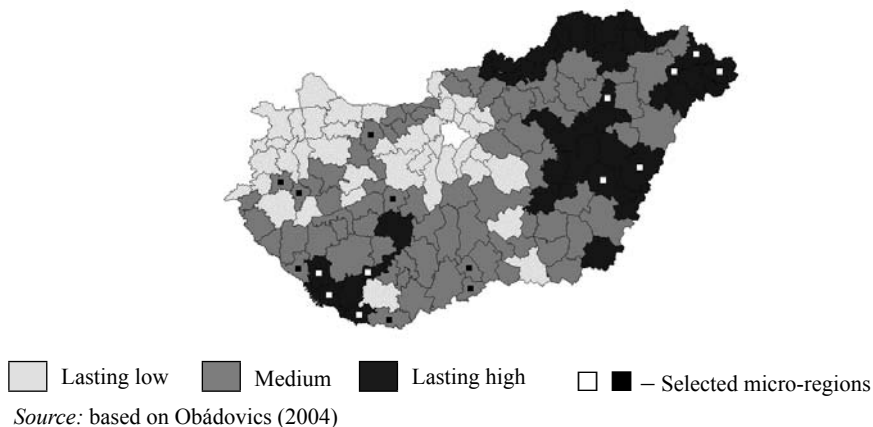 Lasting low Medium Lasting high – Selected micro-regions
Source: based on Obádovics (2004)